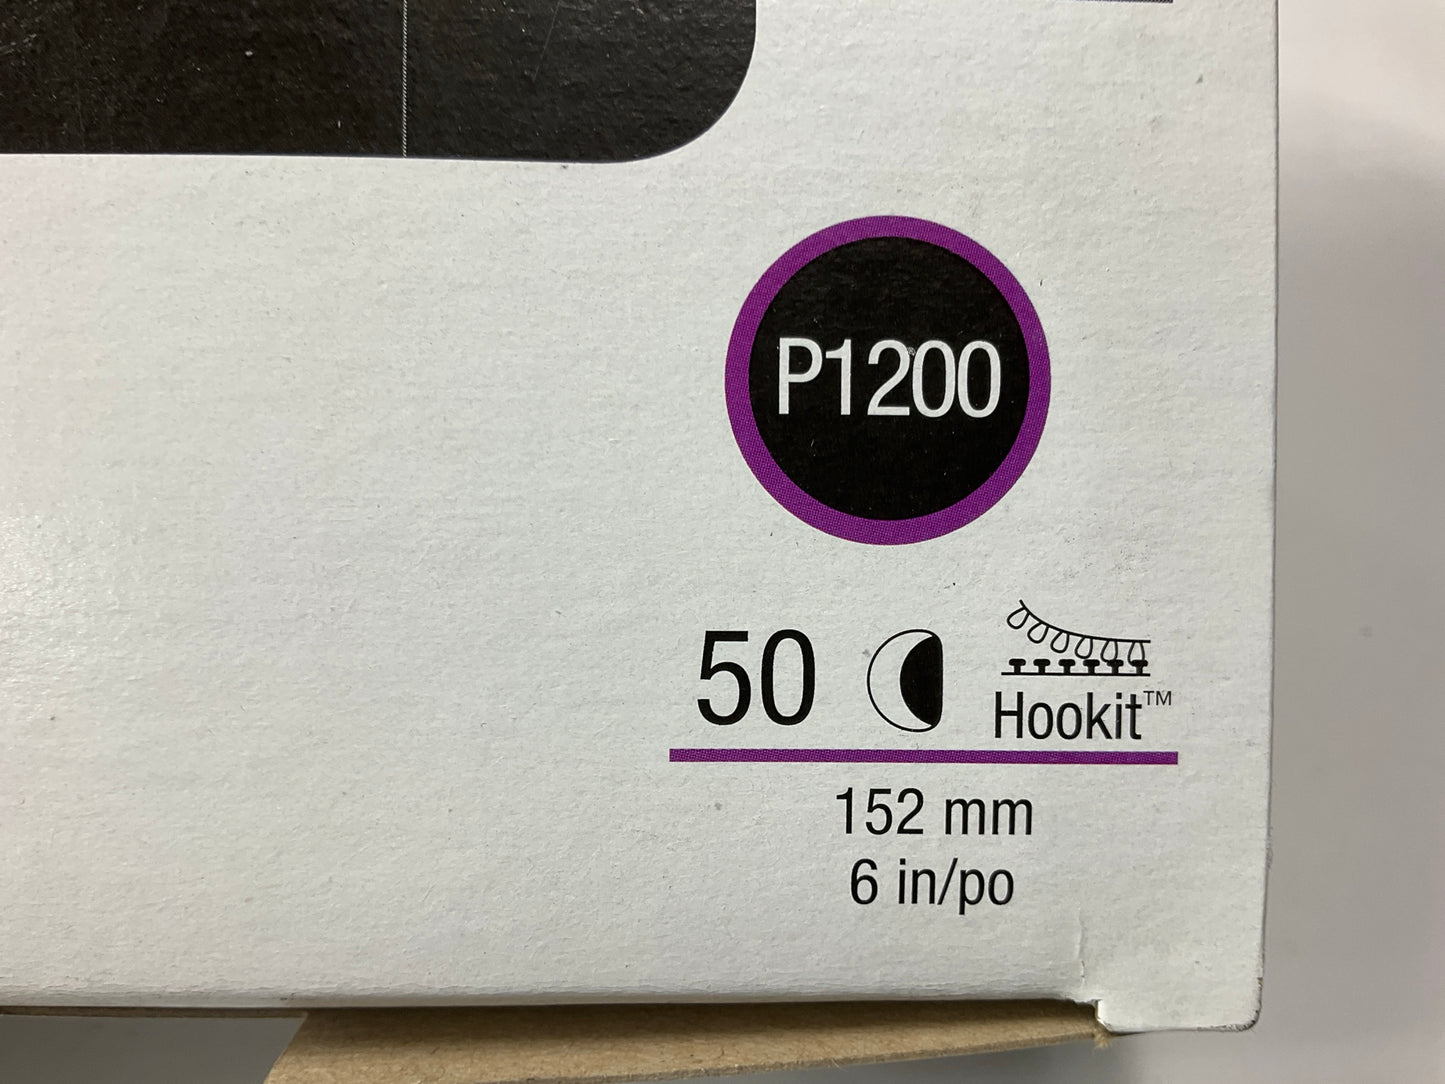 P1200
50 Hookit™
152 mm
6 in/po